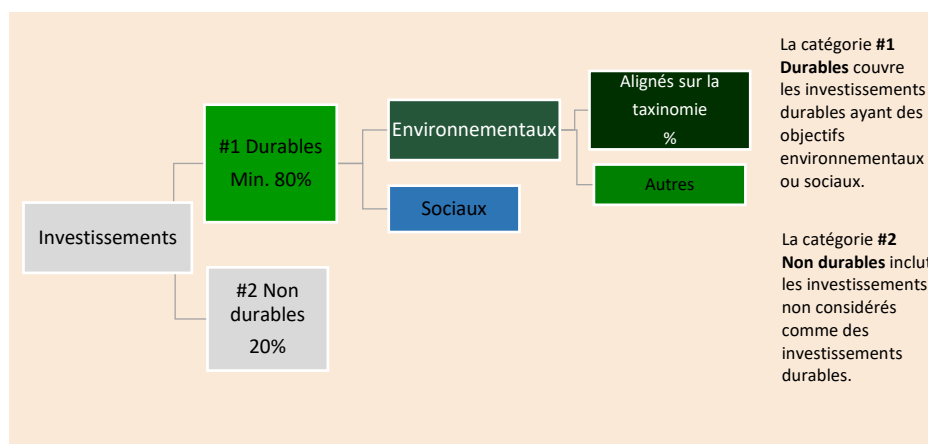 Investissements
#1 Durables
Min. 80%
#2 Non
durables
20%
Environnementaux
Sociaux
Alignés sur la
taxinomie
%
Autres
La catégorie #1
Durables couvre
les investissements
durables ayant des
objectifs
environnementaux
ou sociaux.
La catégorie #2
Non durables inclut
les investissements
non considérés
comme des
investissements
durables.